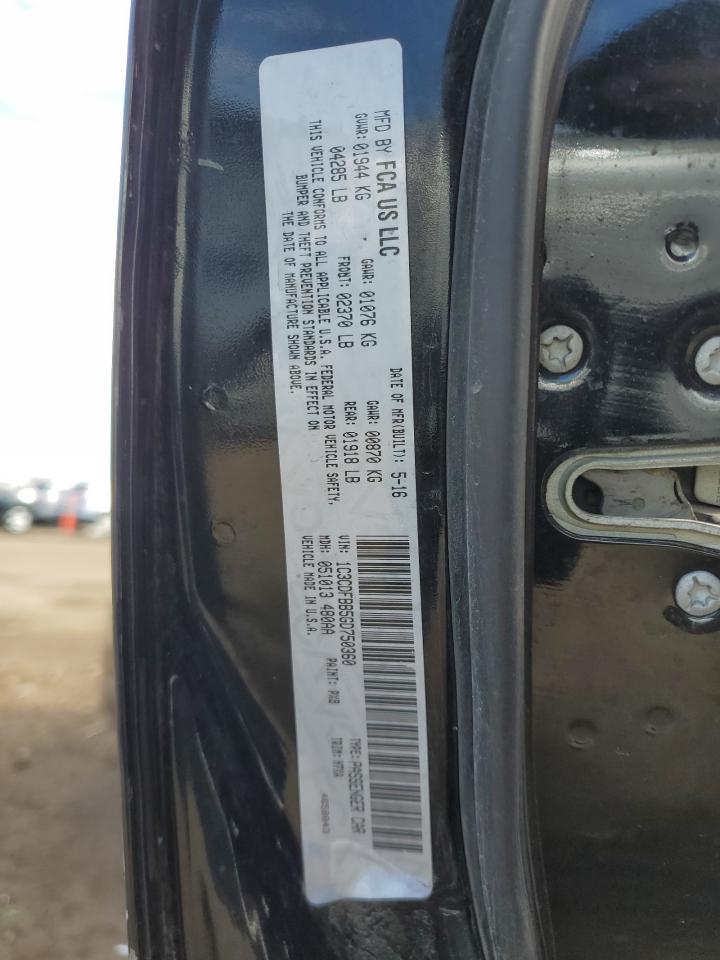 MFD BY FCA US LLC
DATE OF MFR(BUILT): 5-16
GVWR: 01944 KG
GAWR: 01076 KG
GAWR: 00870 KG
04285 LB
FRONT: 02370 LB
REAR: 01918 LB
THIS VEHICLE CONFORMS TO ALL APPLICABLE U.S.A. FEDERAL MOTOR VEHICLE SAFETY,
BUMPER AND THEFT PREVENTION STANDARDS IN EFFECT ON
THE DATE OF MANUFACTURE SHOWN ABOVE.
VIN: 1C3CDFBB5GD750360
TYPE: PASSENGER CAR
MDH: 051013 480AA
PAINT: PX8
VEHICLE MADE IN U.S.A.